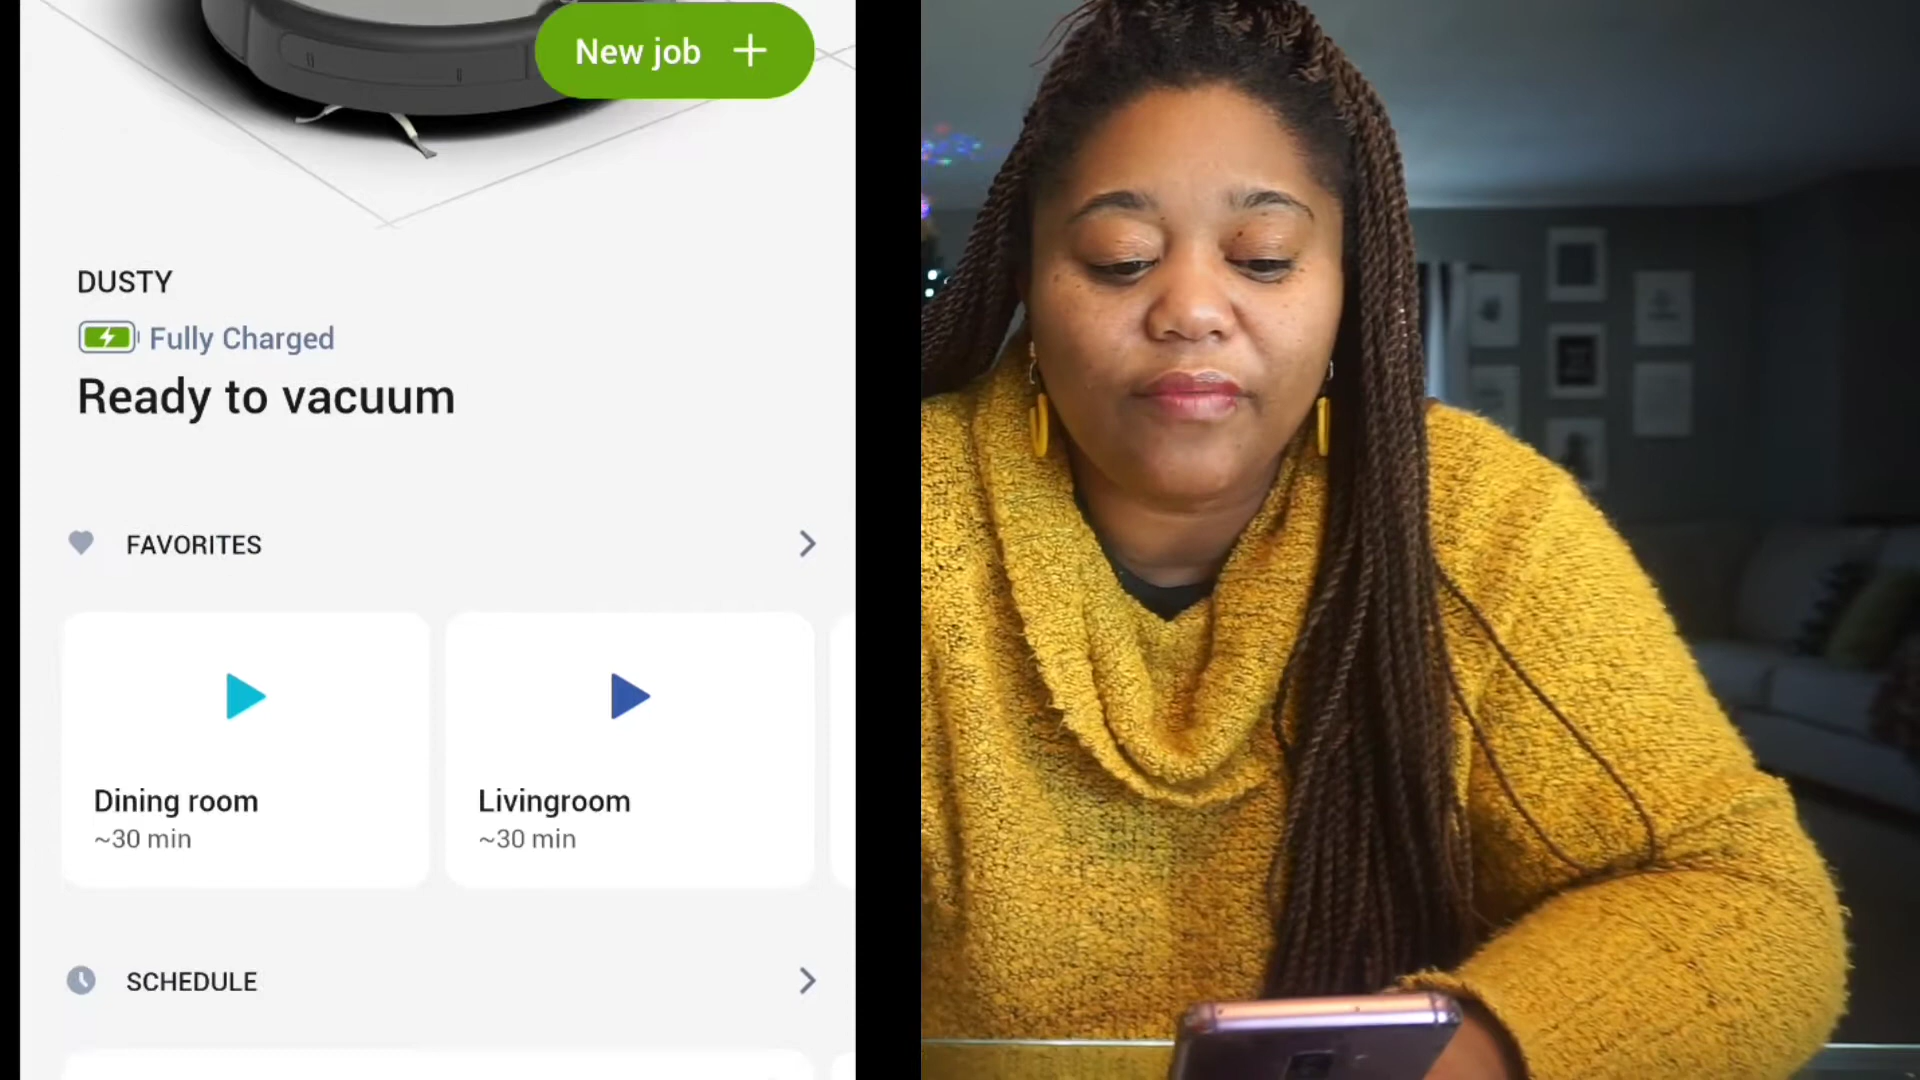 New job
DUSTY
Fully Charged
Ready to vacuum
FAVORITES
Dining room
~30 min
Livingroom
~30 min
SCHEDULE